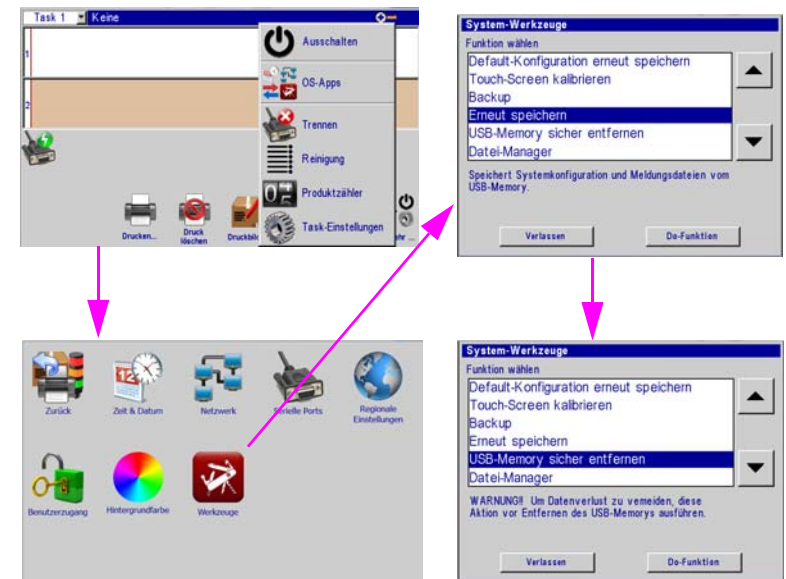 Task 1
Keine
1
2
Ausschalten
OS-Apps
Trennen
Reinigung
Produktzähler
Task-Einstellungen
Drucken...
Druck
löschen
System-Werkzeuge
Funktion wählen
Default-Konfiguration erneut speichern
Touch-Screen kalibrieren
Backup
Erneut speichern
USB-Memory sicher entfernen
Datei-Manager
Speichert Systemkonfiguration und Meldungsdateien vom
USB-Memory.
Verlassen
Do-Funktion
Zurück
Zeit & Datum
Netzwerk
Serielle Ports
Regionale
Einstellungen
Benutzerzugang
Hintergrundfarbe
Werkzeuge
System-Werkzeuge
Funktion wählen
Default-Konfiguration erneut speichern
Touch-Screen kalibrieren
Backup
Erneut speichern
USB-Memory sicher entfernen
Datei-Manager
WARNUNG!! Um Datenverlust zu vemeiden, diese
Aktion vor Entfernen des USB-Memorys ausführen.
Verlassen
Do-Funktion